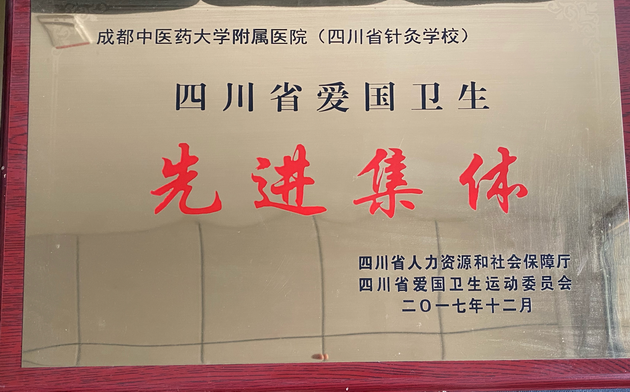 成都中医药大学附属医院（四川省针灸学校）
四川省爱国卫生
先进集体
四川省人力资源和社会保障厅
四川省爱国卫生运动委员会
二〇一七年十二月